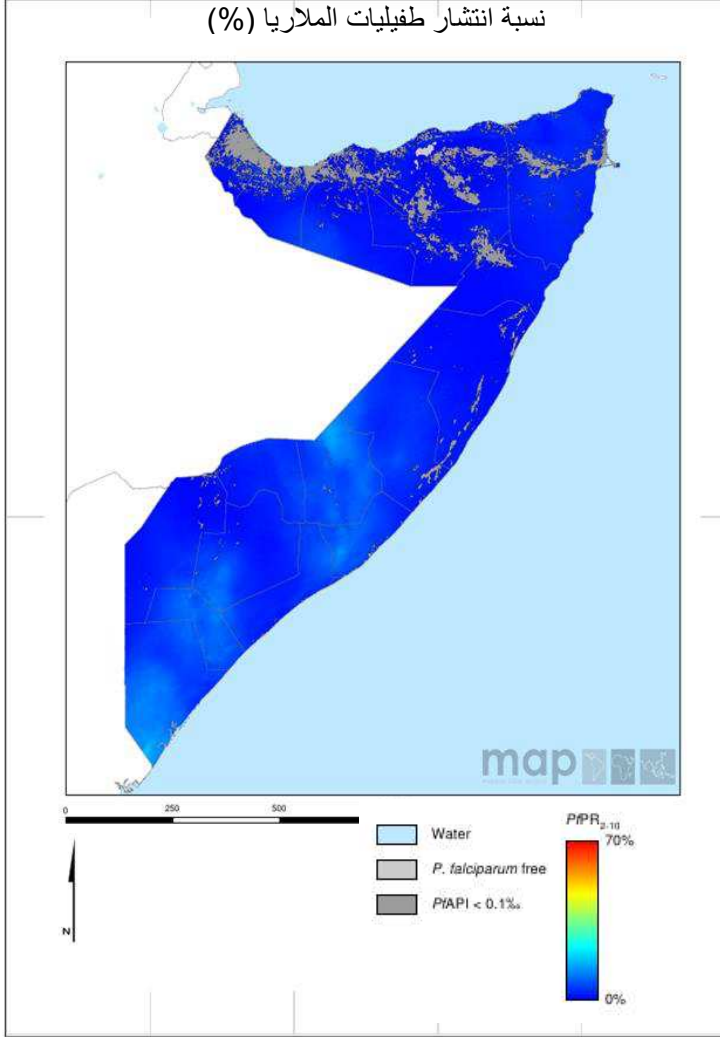 نسبة انتشار طفيليات الملاريا (%)
map
0 250 500
N
Water
P. falciparum free
PfAPI < 0.1‰
PfPR2-10
70%
0%